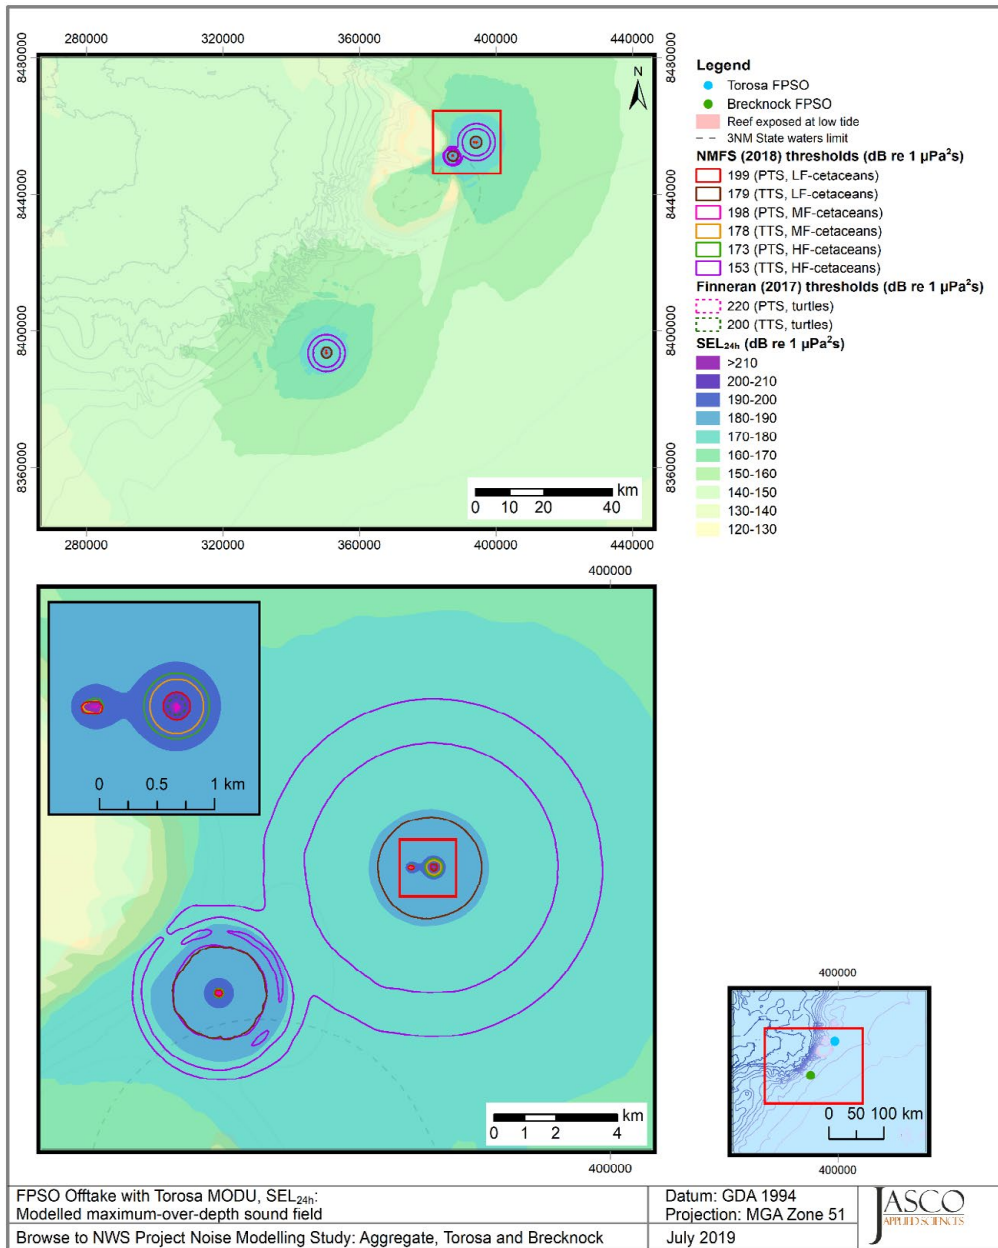 280000 320000 360000 400000 440000
8480000 8480000
N
8440000 8440000
8400000 8400000
8360000 8360000
km
0 10 20 40
280000 320000 360000 400000 440000
Legend
Torosa FPSO
Brecknock FPSO
Reef exposed at low tide
3NM State waters limit
NMFS (2018) thresholds (dB re 1 µPa²s)
199 (PTS, LF-cetaceans)
179 (TTS, LF-cetaceans)
198 (PTS, MF-cetaceans)
178 (TTS, MF-cetaceans)
173 (PTS, HF-cetaceans)
153 (TTS, HF-cetaceans)
Finneran (2017) thresholds (dB re 1 µPa²s)
220 (PTS, turtles)
200 (TTS, turtles)
SEL24h (dB re 1 µPa²s)
>210
200-210
190-200
180-190
170-180
160-170
150-160
140-150
130-140
120-130
400000
0 0.5 1 km
km
0 1 2 4
400000
400000
0 50 100 km
400000
FPSO Offtake with Torosa MODU, SEL24h:
Modelled maximum-over-depth sound field
Browse to NWS Project Noise Modelling Study: Aggregate, Torosa and Brecknock
Datum: GDA 1994
Projection: MGA Zone 51
July 2019
JASCO
APPLIED SCIENCES